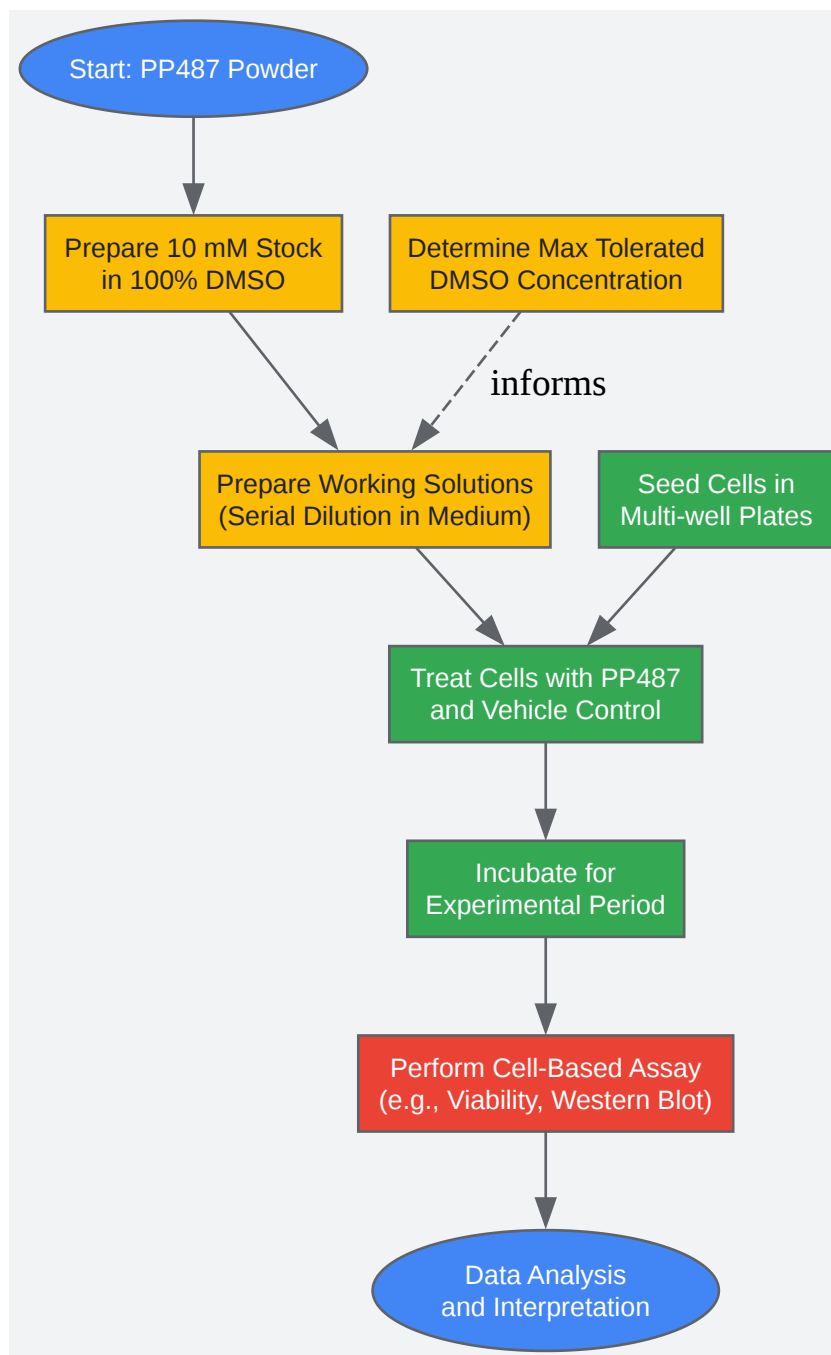 Start: PP487 Powder
Prepare 10 mM Stock
in 100% DMSO
Determine Max Tolerated
DMSO Concentration
informs
Prepare Working Solutions
(Serial Dilution in Medium)
Seed Cells in
Multi-well Plates
Treat Cells with PP487
and Vehicle Control
Incubate for
Experimental Period
Perform Cell-Based Assay
(e.g., Viability, Western Blot)
Data Analysis
and Interpretation